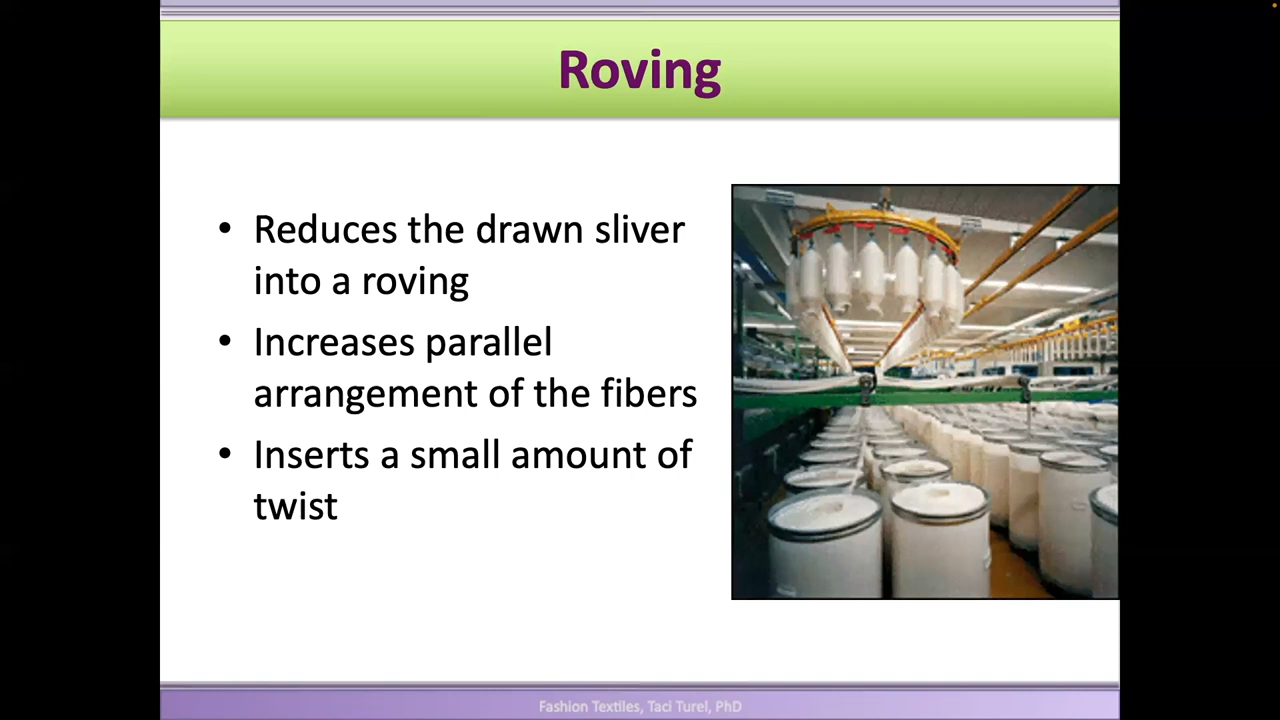 Roving
• Reduces the drawn sliver
into a roving
• Increases parallel
arrangement of the fibers
• Inserts a small amount of
twist
Fashion Textiles, Taci Turel, PhD